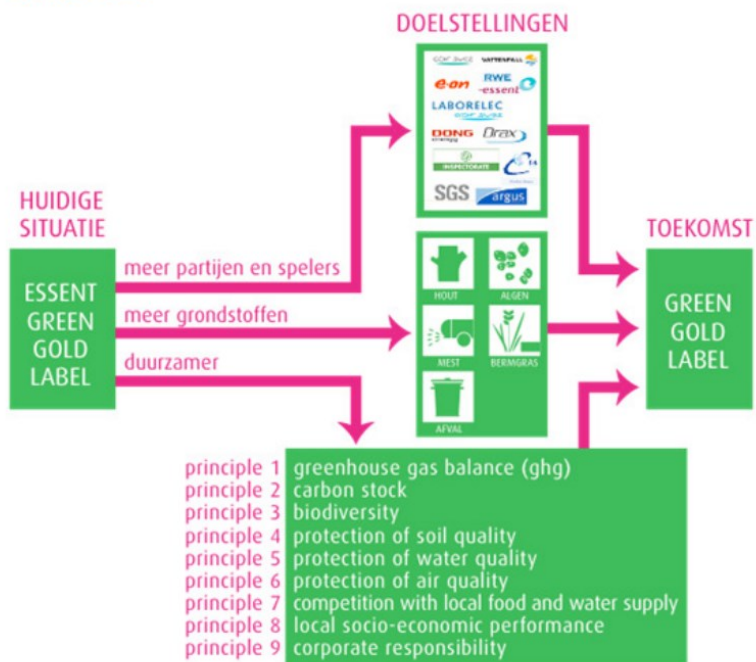 DOELSTELLINGEN
VATTENFALL
e·on
RWE
-essent
LABORELEC
GDF SUEZ
DONG
energy
Drax
INSPECTORATE
SGS
argus
HUIDIGE
SITUATIE
ESSENT
GREEN
GOLD
LABEL
meer partijen en spelers
meer grondstoffen
duurzamer
HOUT
ALGEN
MEST
BERMGRAS
AFVAL
TOEKOMST
GREEN
GOLD
LABEL
principle 1 greenhouse gas balance (ghg)
principle 2 carbon stock
principle 3 biodiversity
principle 4 protection of soil quality
principle 5 protection of water quality
principle 6 protection of air quality
principle 7 competition with local food and water supply
principle 8 local socio-economic performance
principle 9 corporate responsibility